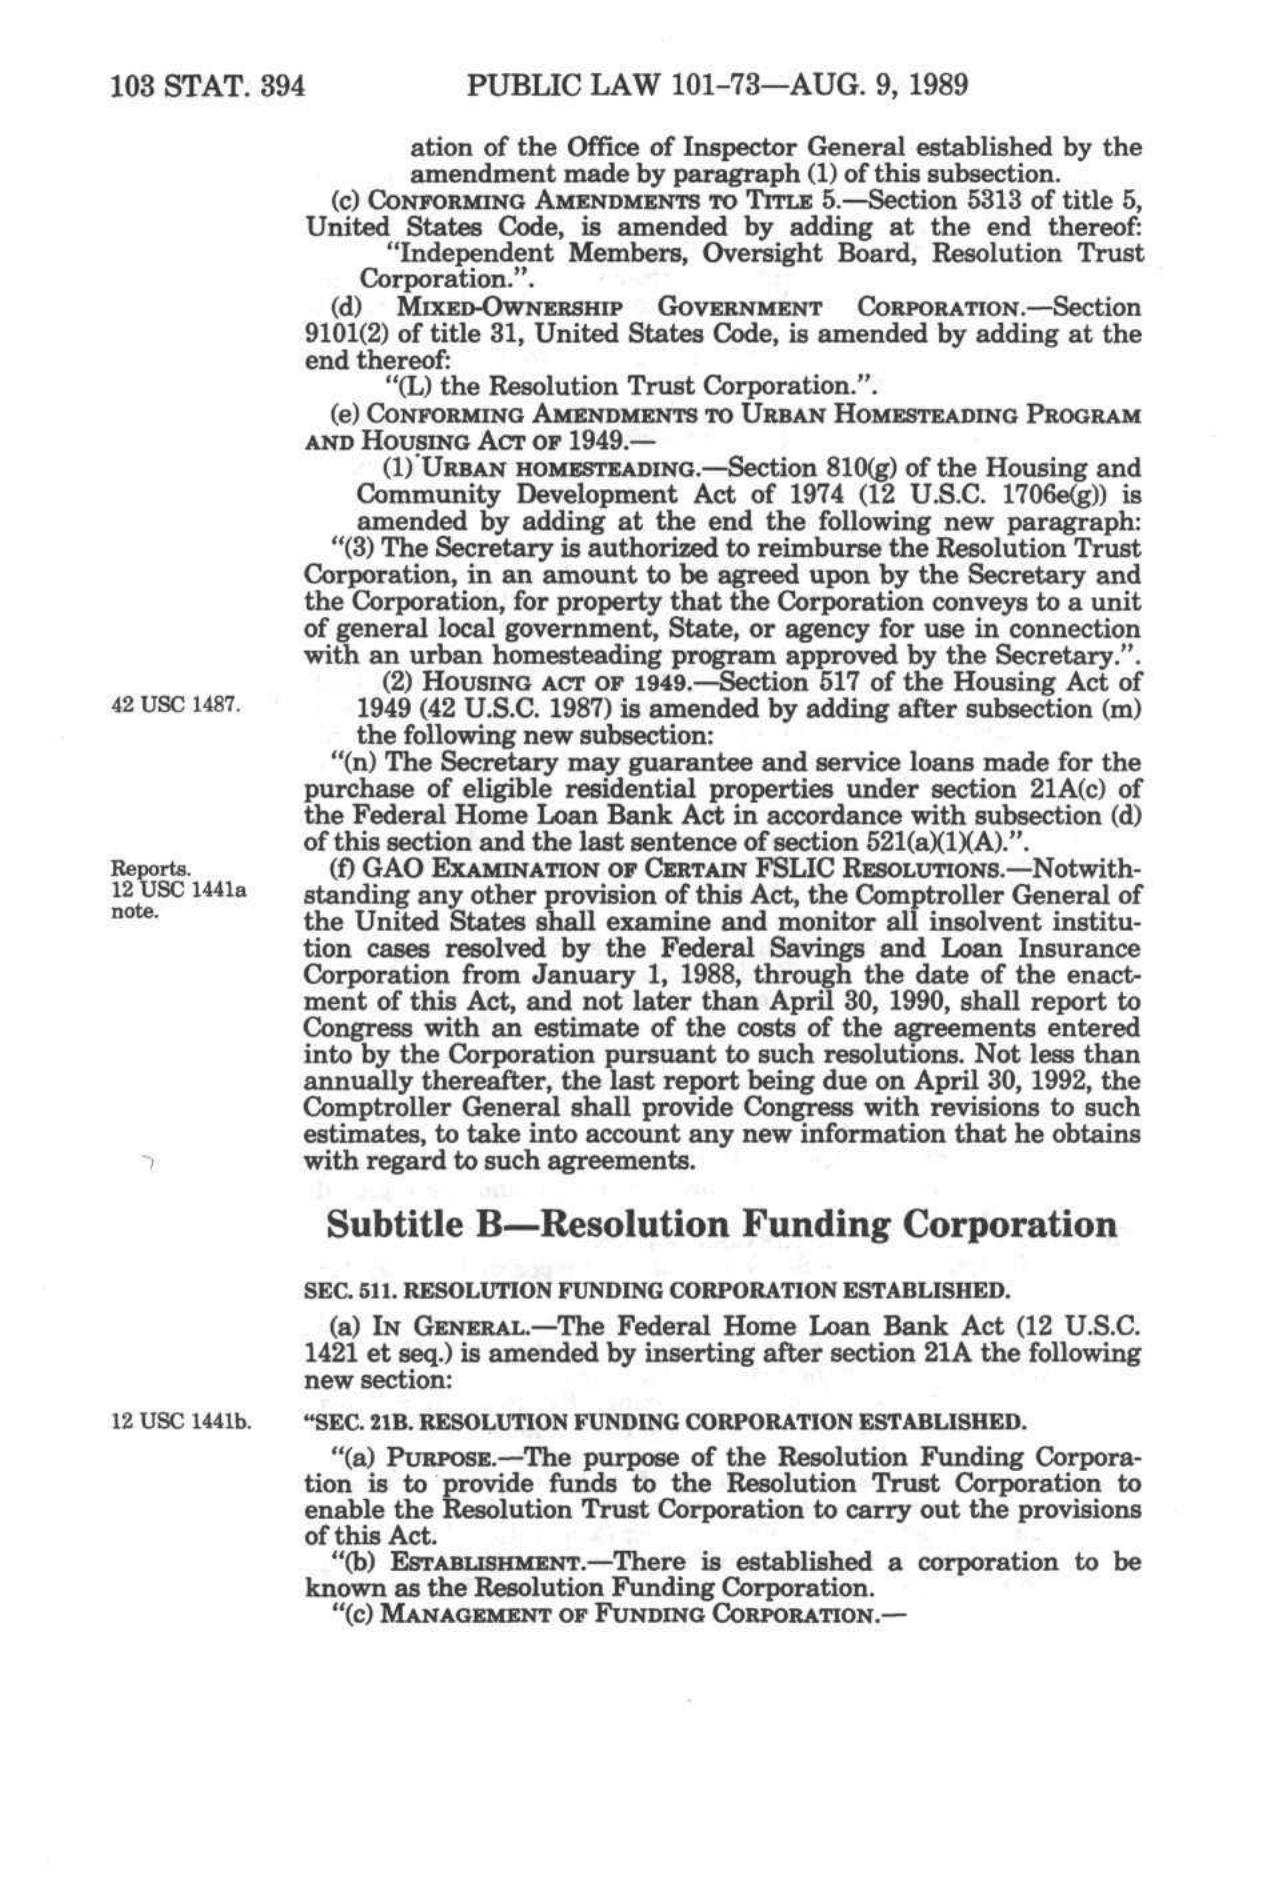 103 STAT. 394 PUBLIC LAW 101-73—AUG. 9, 1989
ation of the Office of Inspector General established by the
amendment made by paragraph (1) of this subsection.
(c) CONFORMING AMENDMENTS TO TITLE 5.—Section 5313 of title 5,
United States Code, is amended by adding at the end thereof:
"Independent Members, Oversight Board, Resolution Trust
Corporation.".
(d) MIXED-OWNERSHIP GOVERNMENT CORPORATION.—Section
9101(2) of title 31, United States Code, is amended by adding at the
end thereof:
"(L) the Resolution Trust Corporation.".
(e) CONFORMING AMENDMENTS TO URBAN HOMESTEADING PROGRAM
AND HOUSING ACT OF 1949.—
(1) URBAN HOMESTEADING.—Section 810(g) of the Housing and
Community Development Act of 1974 (12 U.S.C. 1706e(g)) is
amended by adding at the end the following new paragraph:
"(3) The Secretary is authorized to reimburse the Resolution Trust
Corporation, in an amount to be agreed upon by the Secretary and
the Corporation, for property that the Corporation conveys to a unit
of general local government, State, or agency for use in connection
with an urban homesteading program approved by the Secretary.".
(2) HOUSING ACT OF 1949.—Section 517 of the Housing Act of
42 USC 1487.
1949 (42 U.S.C. 1987) is amended by adding after subsection (m)
the following new subsection:
"(n) The Secretary may guarantee and service loans made for the
purchase of eligible residential properties under section 21A(c) of
the Federal Home Loan Bank Act in accordance with subsection (d)
of this section and the last sentence of section 521(a)(1)(A).".
Reports.
12 USC 1441a
note.
(f) GAO EXAMINATION OF CERTAIN FSLIC RESOLUTIONS.—Notwith-
standing any other provision of this Act, the Comptroller General of
the United States shall examine and monitor all insolvent institu-
tion cases resolved by the Federal Savings and Loan Insurance
Corporation from January 1, 1988, through the date of the enact-
ment of this Act, and not later than April 30, 1990, shall report to
Congress with an estimate of the costs of the agreements entered
into by the Corporation pursuant to such resolutions. Not less than
annually thereafter, the last report being due on April 30, 1992, the
Comptroller General shall provide Congress with revisions to such
estimates, to take into account any new information that he obtains
with regard to such agreements.
Subtitle B—Resolution Funding Corporation
SEC. 511. RESOLUTION FUNDING CORPORATION ESTABLISHED.
(a) IN GENERAL.—The Federal Home Loan Bank Act (12 U.S.C.
1421 et seq.) is amended by inserting after section 21A the following
new section:
12 USC 1441b.
"SEC. 21B. RESOLUTION FUNDING CORPORATION ESTABLISHED.
"(a) PURPOSE.—The purpose of the Resolution Funding Corpora-
tion is to provide funds to the Resolution Trust Corporation to
enable the Resolution Trust Corporation to carry out the provisions
of this Act.
"(b) ESTABLISHMENT.—There is established a corporation to be
known as the Resolution Funding Corporation.
"(c) MANAGEMENT OF FUNDING CORPORATION.—